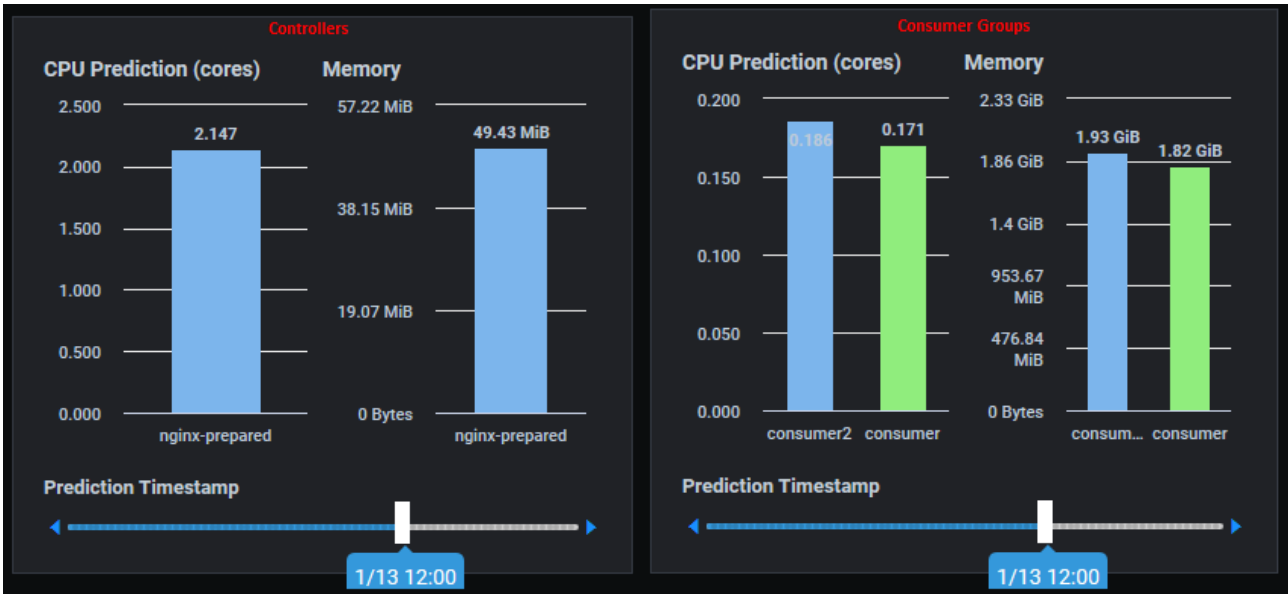 Controllers
CPU Prediction (cores)
Memory
2.500
2.000
1.500
1.000
0.500
0.000
2.147
nginx-prepared
57.22 MiB
38.15 MiB
19.07 MiB
0 Bytes
49.43 MiB
nginx-prepared
Prediction Timestamp
1/13 12:00
Consumer Groups
CPU Prediction (cores)
Memory
0.200
0.150
0.100
0.050
0.000
0.186
0.171
consumer2
consumer
2.33 GiB
1.86 GiB
1.4 GiB
953.67
MiB
476.84
MiB
0 Bytes
1.93 GiB
1.82 GiB
consum...
consumer
Prediction Timestamp
1/13 12:00